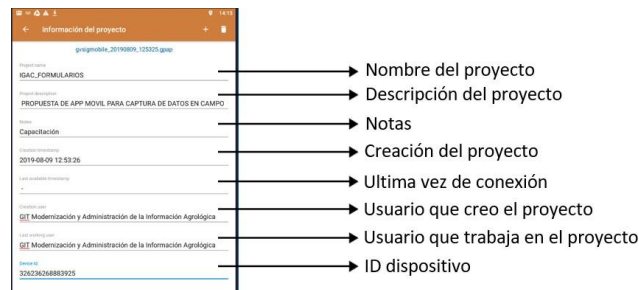 14:15
Información del proyecto
gvsigmobile_20190809_125325.gpap
Project name
IGAC_FORMULARIOS
Nombre del proyecto
Project description
PROPUESTA DE APP MOVIL PARA CAPTURA DE DATOS EN CAMPO
Descripción del proyecto
Notes
Capacitación
Notas
Creation timestamp
2019-08-09 12:53:26
Creación del proyecto
Last available timestamp
-
Ultima vez de conexión
Creation user
GIT Modernización y Administración de la Información Agrológica
Usuario que creo el proyecto
Last working user
GIT Modernización y Administración de la Información Agrológica
Usuario que trabaja en el proyecto
Device Id
326236268883925
ID dispositivo